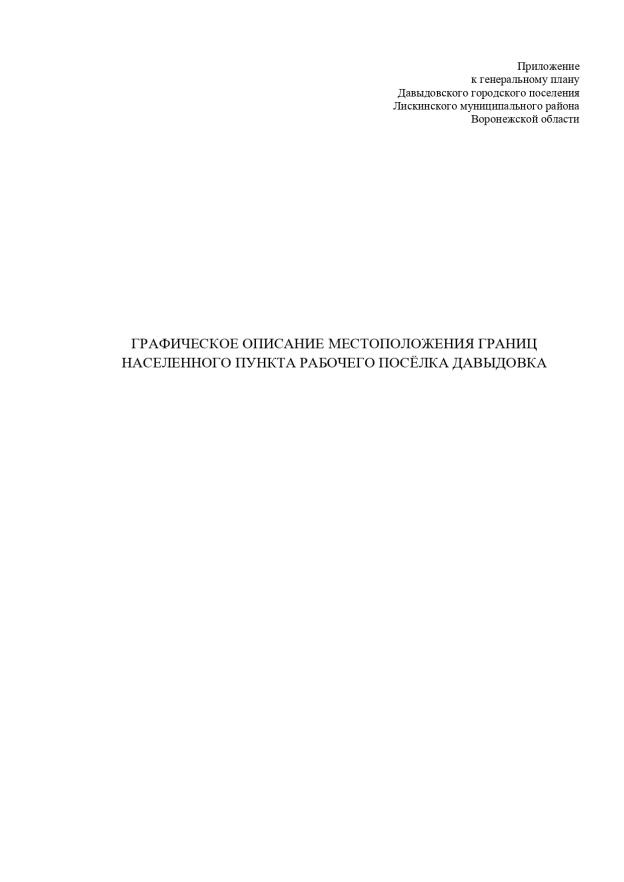 Приложение
к генеральному плану
Давыдовского городского поселения
Лискинского муниципального района
Воронежской области
ГРАФИЧЕСКОЕ ОПИСАНИЕ МЕСТОПОЛОЖЕНИЯ ГРАНИЦ
НАСЕЛЕННОГО ПУНКТА РАБОЧЕГО ПОСЁЛКА ДАВЫДОВКА